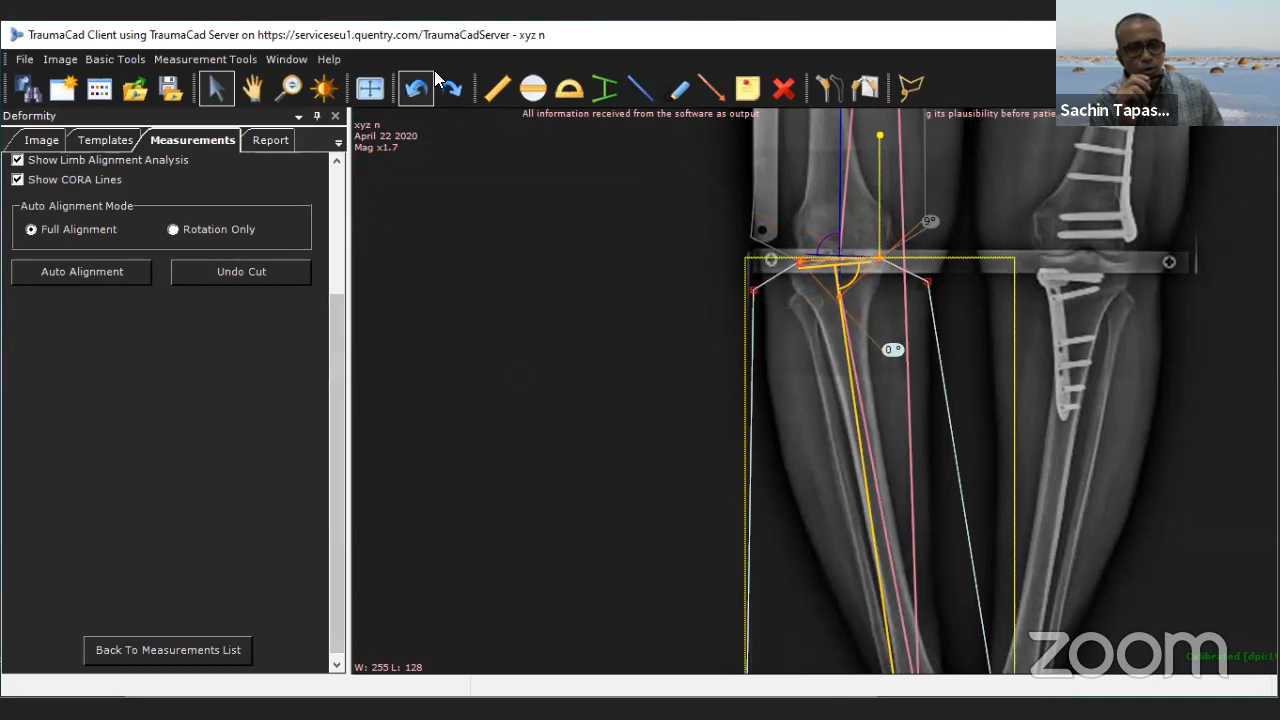 TraumaCad Client using TraumaCad Server on https://serviceseu1.quentry.com/TraumaCadServer - xyz n
File Image Basic Tools Measurement Tools Window Help
Deformity
Image Templates Measurements Report
Show Limb Alignment Analysis
Show CORA Lines
Auto Alignment Mode
Full Alignment Rotation Only
Auto Alignment Undo Cut
Back To Measurements List
All information received from the software as output
g its plausibility before patie
xyz n
April 22 2020
Mag x1.7
9°
0 °
W: 255 L: 128
Sachin Tapas...
zoom
Calibrated [dpi:1